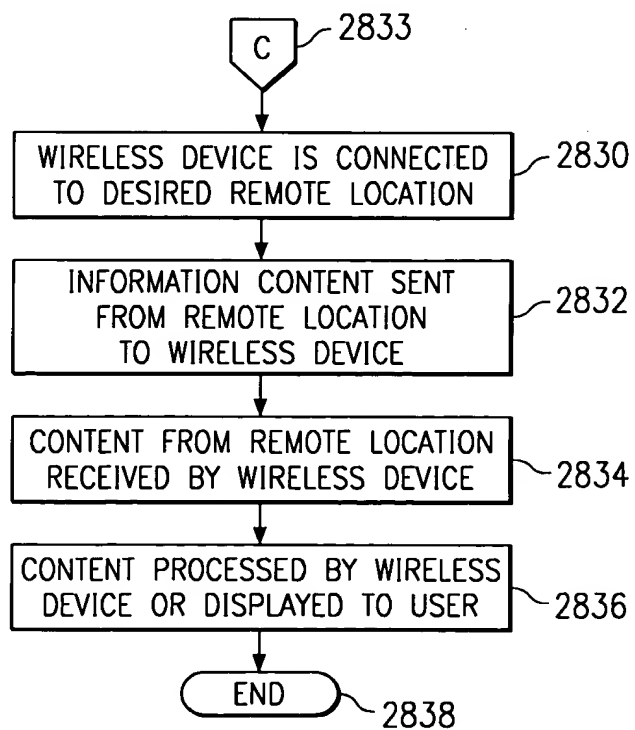 C
2833
WIRELESS DEVICE IS CONNECTED
TO DESIRED REMOTE LOCATION
2830
INFORMATION CONTENT SENT
FROM REMOTE LOCATION
TO WIRELESS DEVICE
2832
CONTENT FROM REMOTE LOCATION
RECEIVED BY WIRELESS DEVICE
2834
CONTENT PROCESSED BY WIRELESS
DEVICE OR DISPLAYED TO USER
2836
END
2838